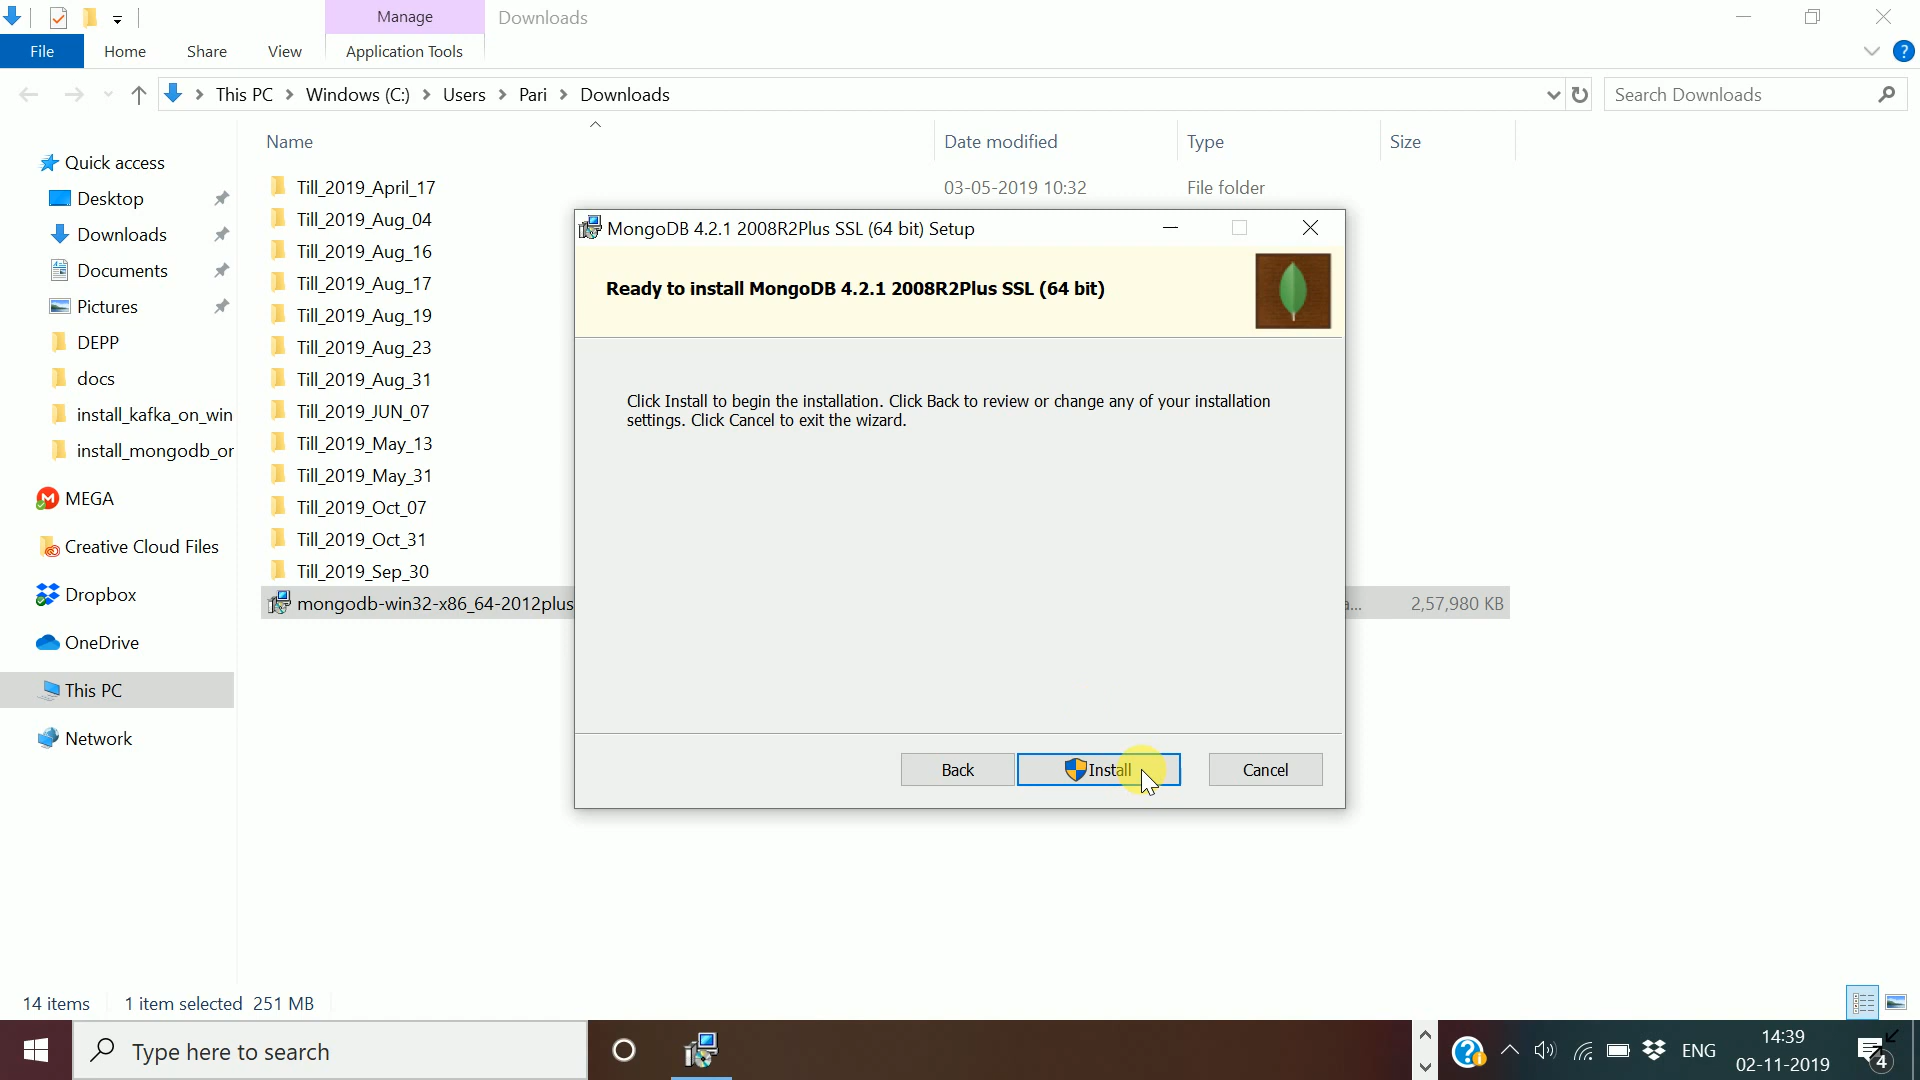 Manage
Downloads
File
Home
Share
View
Application Tools
This PC
Windows (C:)
Users
Pari
Downloads
Search Downloads
Name
Date modified
Type
Size
Quick access
Desktop
Downloads
Documents
Pictures
DEPP
docs
install_kafka_on_win
install_mongodb_or
MEGA
Creative Cloud Files
Dropbox
OneDrive
This PC
Network
Till_2019_April_17
03-05-2019 10:32
File folder
Till_2019_Aug_04
Till_2019_Aug_16
Till_2019_Aug_17
Till_2019_Aug_19
Till_2019_Aug_23
Till_2019_Aug_31
Till_2019_JUN_07
Till_2019_May_13
Till_2019_May_31
Till_2019_Oct_07
Till_2019_Oct_31
Till_2019_Sep_30
mongodb-win32-x86_64-2012plus
a...
2,57,980 KB
MongoDB 4.2.1 2008R2Plus SSL (64 bit) Setup
Ready to install MongoDB 4.2.1 2008R2Plus SSL (64 bit)
Click Install to begin the installation. Click Back to review or change any of your installation
settings. Click Cancel to exit the wizard.
Back
Install
Cancel
14 items
1 item selected 251 MB
Type here to search
ENG
14:39
02-11-2019
4